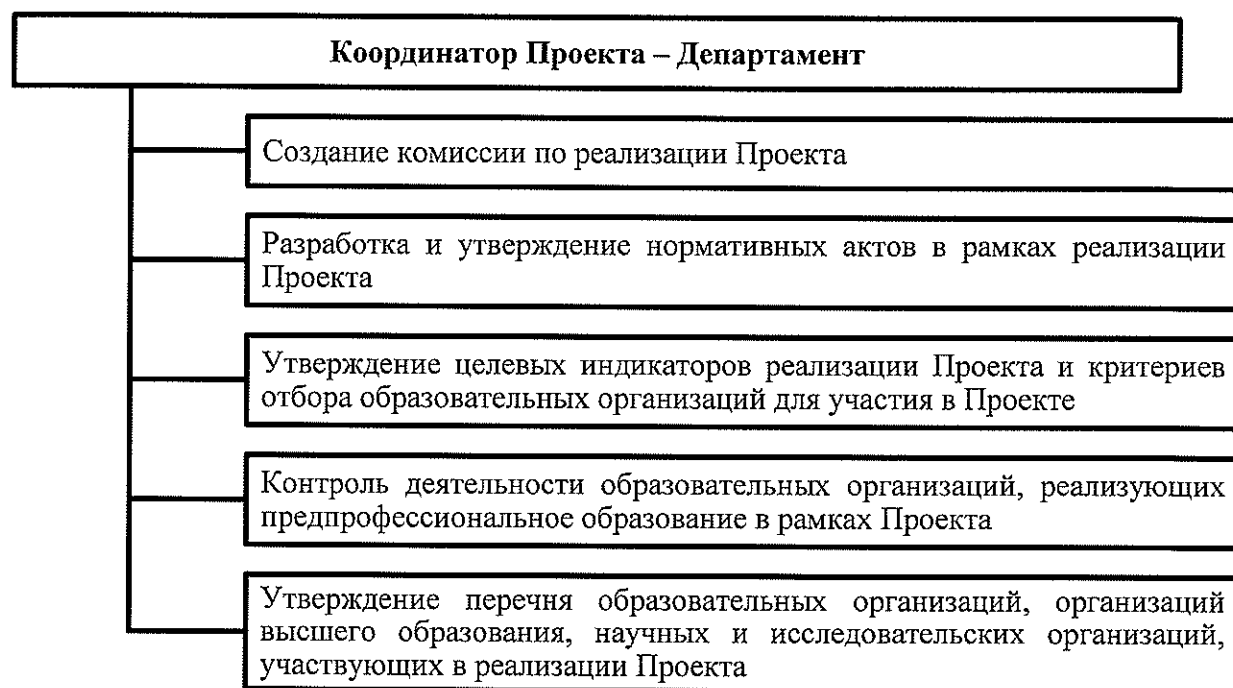 Координатор Проекта – Департамент
Создание комиссии по реализации Проекта
Разработка и утверждение нормативных актов в рамках реализации
Проекта
Утверждение целевых индикаторов реализации Проекта и критериев
отбора образовательных организаций для участия в Проекте
Контроль деятельности образовательных организаций, реализующих
предпрофессиональное образование в рамках Проекта
Утверждение перечня образовательных организаций, организаций
высшего образования, научных и исследовательских организаций,
участвующих в реализации Проекта